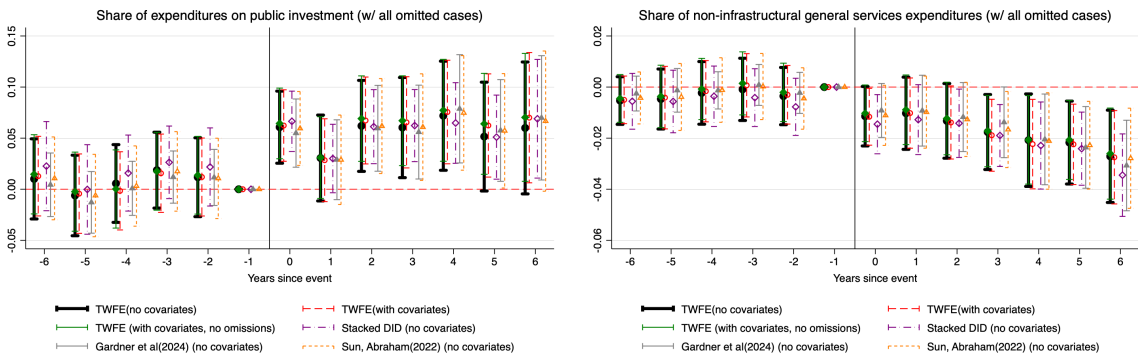 Share of expenditures on public investment (w/ all omitted cases)
0.15
0.10
0.05
0.00
-0.05
-6 -5 -4 -3 -2 -1 0 1 2 3 4 5 6
Years since event
TWFE(no covariates) TWFE(with covariates)
TWFE (with covariates, no omissions) Stacked DID (no covariates)
Gardner et al(2024) (no covariates) Sun, Abraham(2022) (no covariates)
Share of non-infrastructural general services expenditures (w/ all omitted cases)
0.02
0.00
-0.02
-0.04
-0.06
-6 -5 -4 -3 -2 -1 0 1 2 3 4 5 6
Years since event
TWFE(no covariates) TWFE(with covariates)
TWFE (with covariates, no omissions) Stacked DID (no covariates)
Gardner et al(2024) (no covariates) Sun, Abraham(2022) (no covariates)